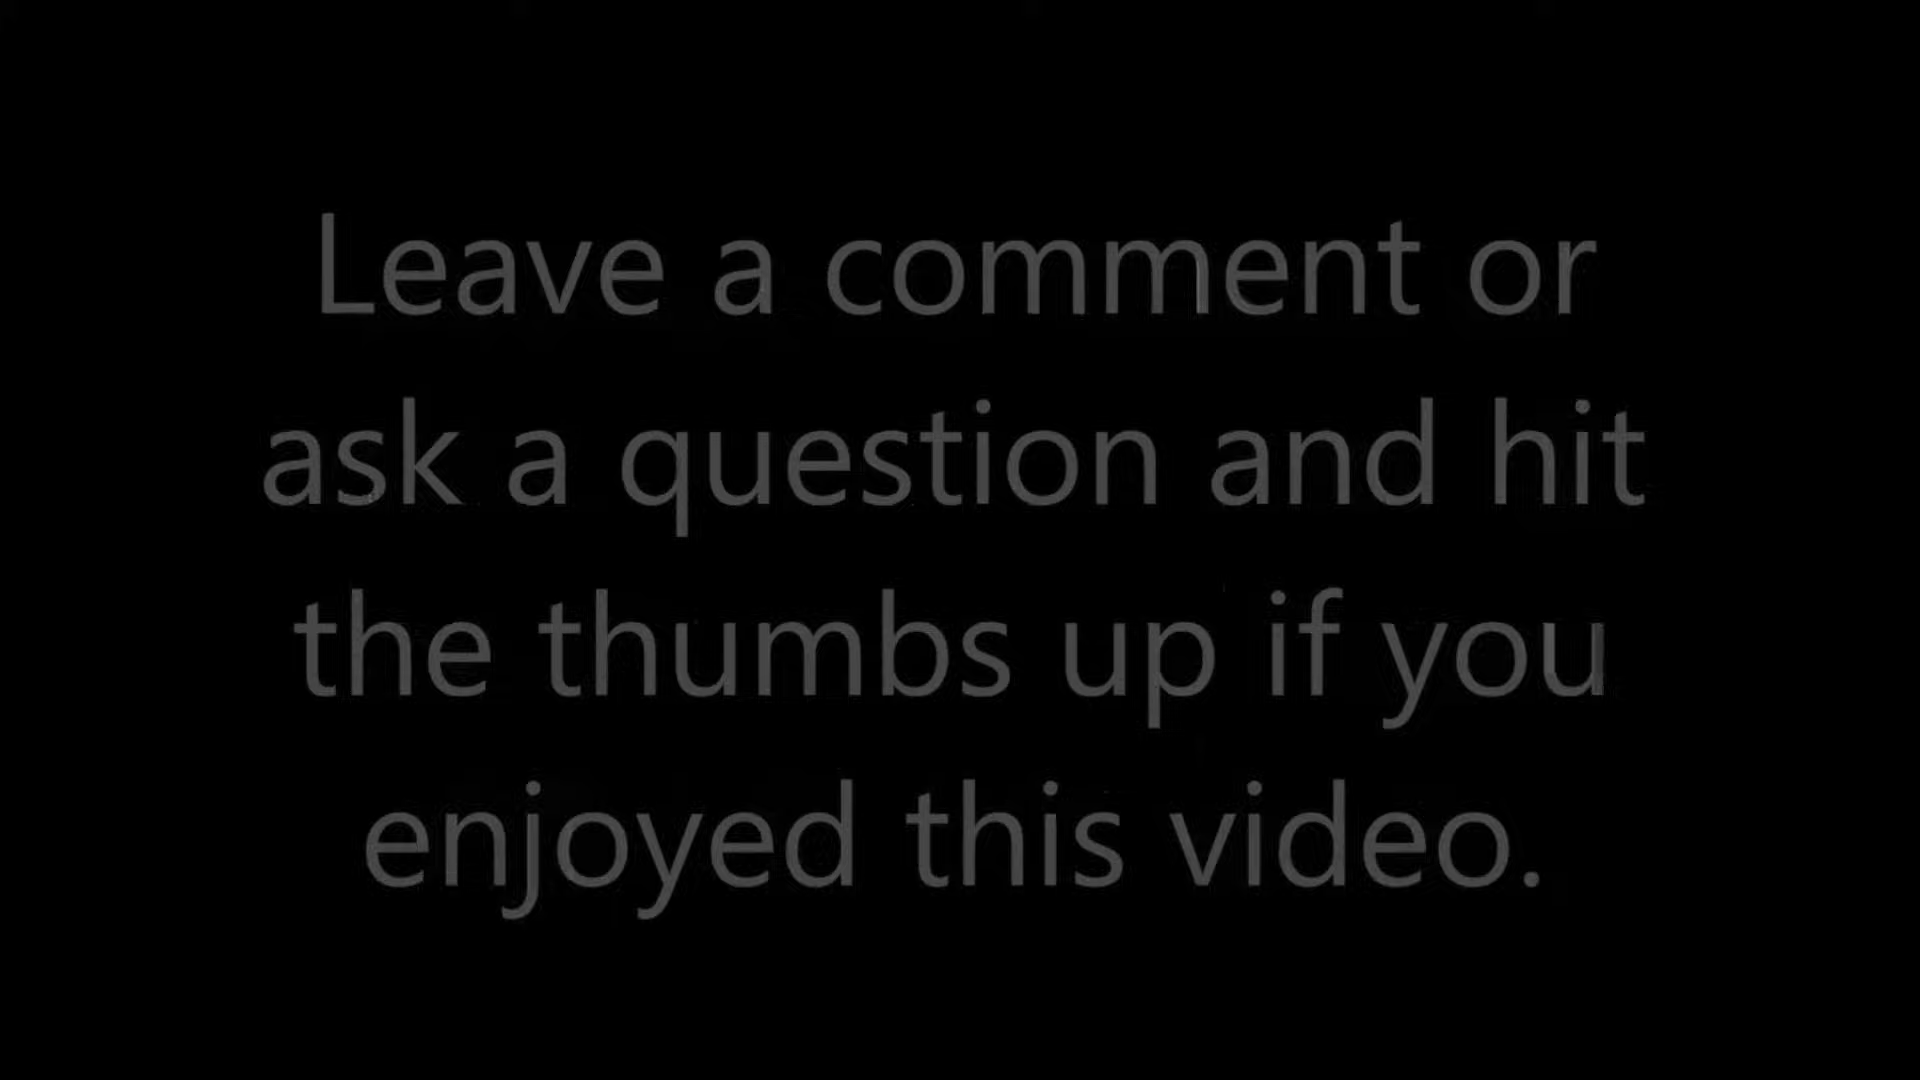 Leave a comment or
ask a question and hit
the thumbs up if you
enjoyed this video.